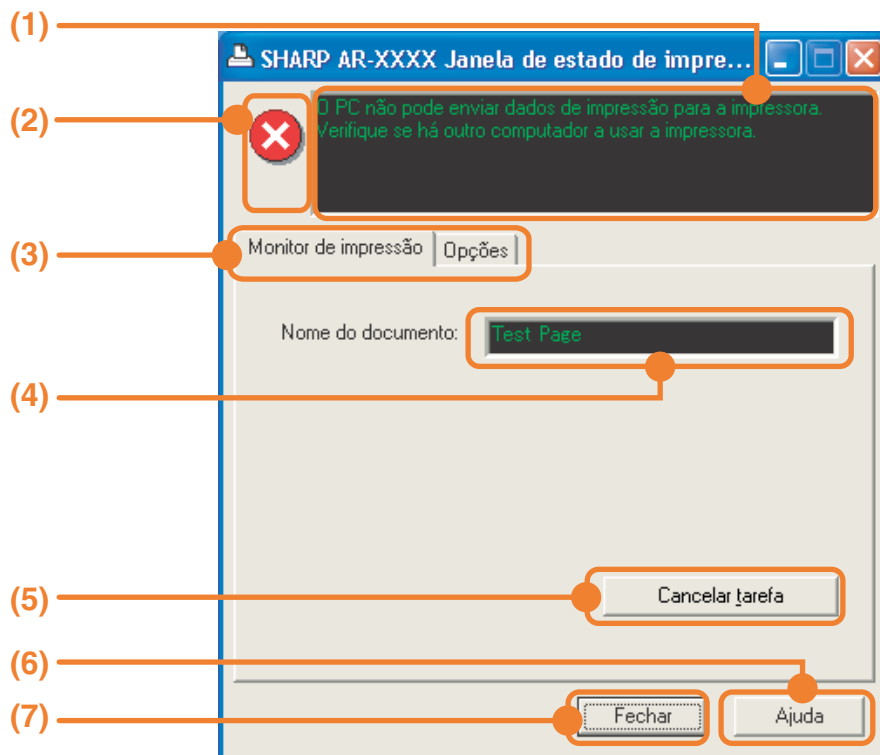 (1)
SHARP AR-XXXX Janela de estado de impre...
(2)
O PC não pode enviar dados de impressão para a impressora.
Verifique se há outro computador a usar a impressora.
(3)
Monitor de impressão Opções
Nome do documento: Test Page
(4)
(5)
Cancelar tarefa
(6)
(7)
Fechar Ajuda